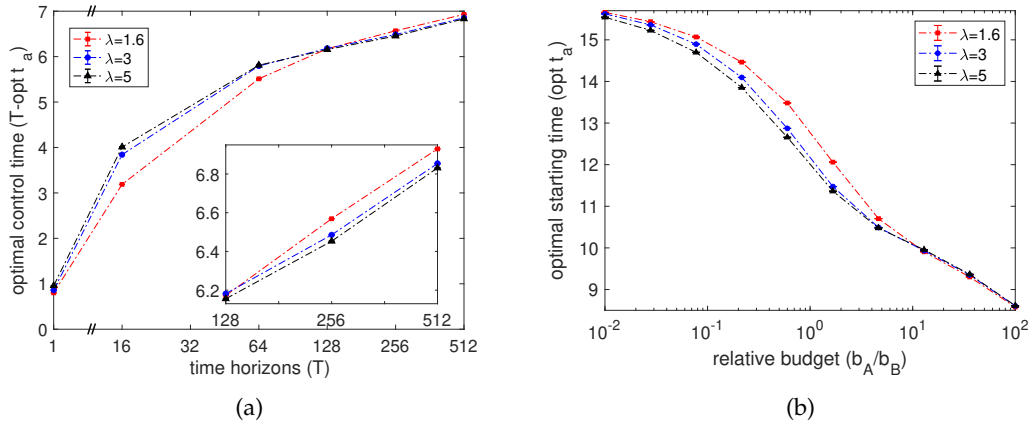 optimal control time (T-opt t_a)
7
6
5
4
3
2
1
0
λ=1.6
λ=3
λ=5
6.8
6.6
6.4
6.2
128 256 512
1 16 32 64 128 256 512
time horizons (T)
(a)
optimal starting time (opt t_a)
15
14
13
12
11
10
9
λ=1.6
λ=3
λ=5
10^-2 10^-1 10^0 10^1 10^2
relative budget (b_A/b_B)
(b)